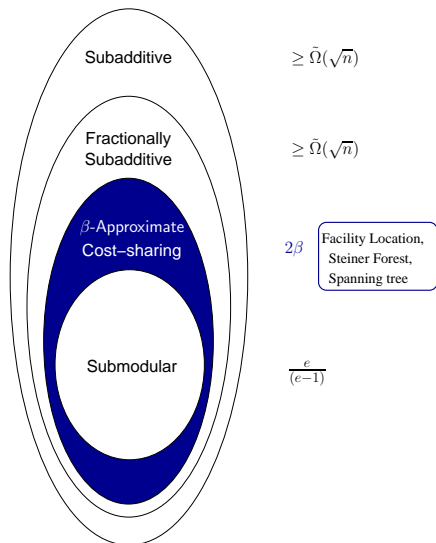 Subadditive ≥ Ω̃(√n)
Fractionally
Subadditive ≥ Ω̃(√n)
β-Approximate
Cost−sharing 2β
Facility Location,
Steiner Forest,
Spanning tree
Submodular e/(e−1)